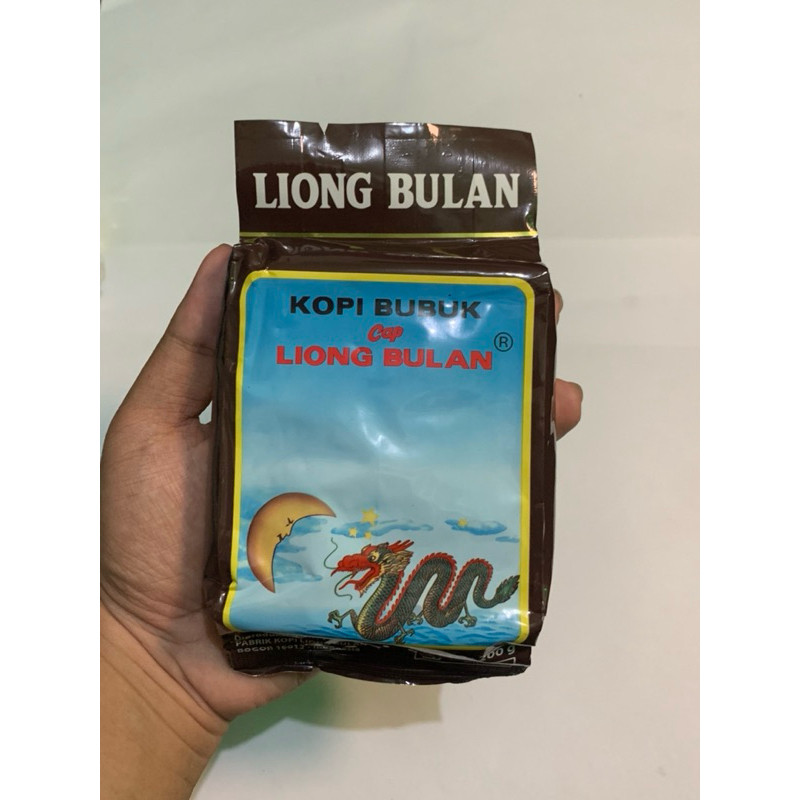 LIONG BULAN
KOPI BUBUK
Cap
LIONG BULAN ®
PABRIK KOPI
BOGOR